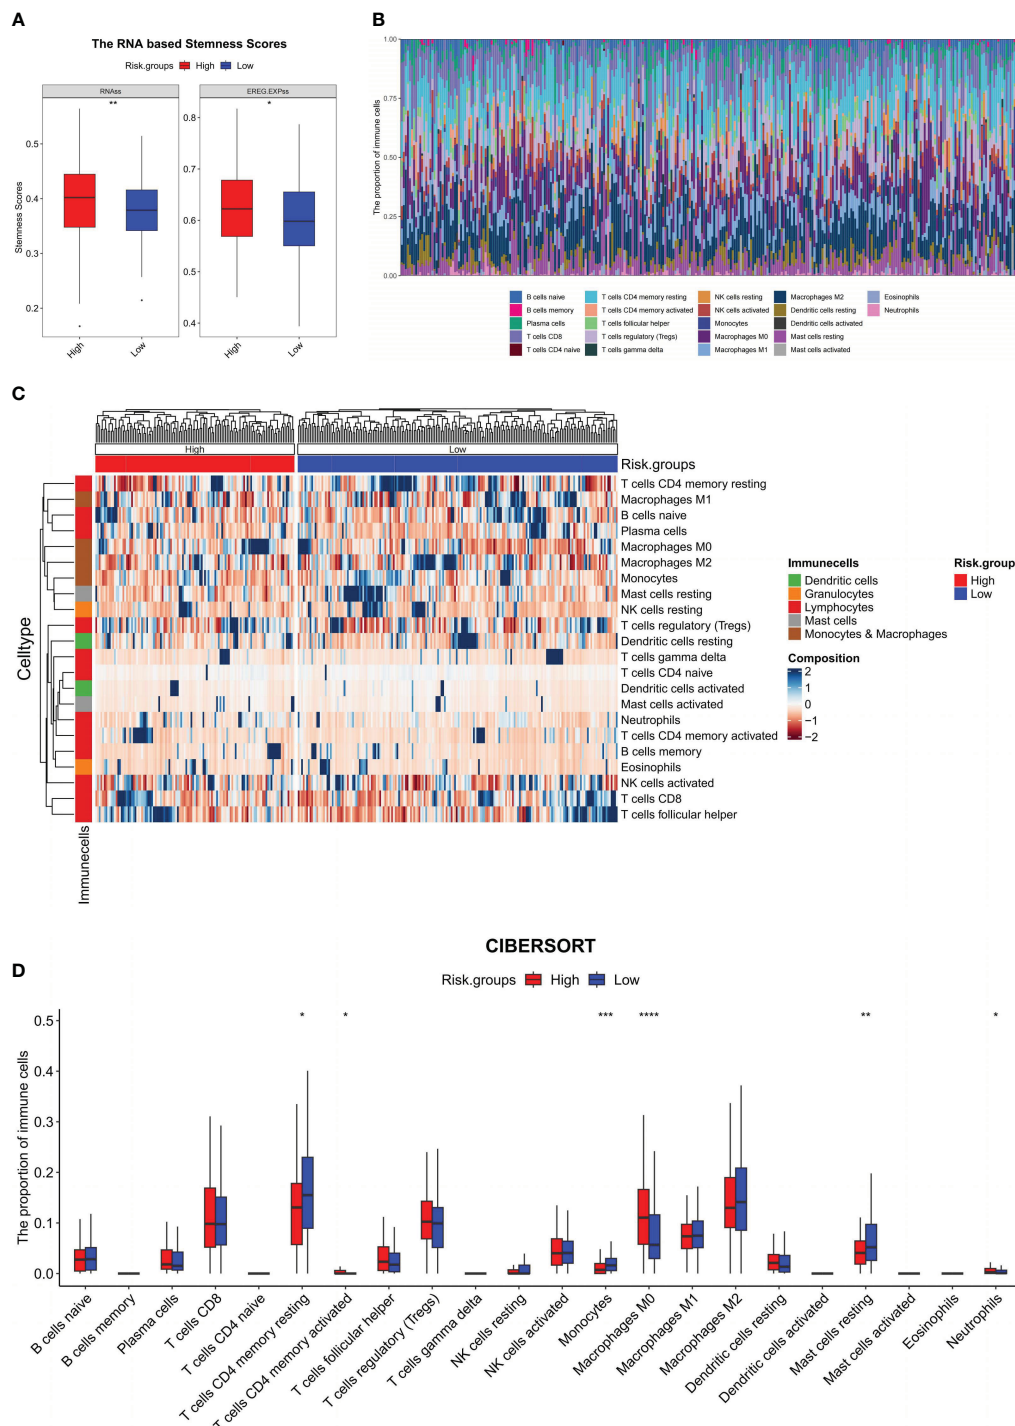 A
The RNA based Stemness Scores
Risk.groups High Low
RNAss
EREG.EXPss
**
*
Stemness Scores
0.5
0.4
0.3
0.2
0.8
0.7
0.6
0.5
0.4
High
Low
High
Low
B
The proportion of immune cells
1.00
0.75
0.50
0.25
0.00
B cells naive
B cells memory
Plasma cells
T cells CD8
T cells CD4 naive
T cells CD4 memory resting
T cells CD4 memory activated
T cells follicular helper
T cells regulatory (Tregs)
T cells gamma delta
NK cells resting
NK cells activated
Monocytes
Macrophages M0
Macrophages M1
Macrophages M2
Dendritic cells resting
Dendritic cells activated
Mast cells resting
Mast cells activated
Eosinophils
Neutrophils
C
High
Low
Risk.groups
T cells CD4 memory resting
Macrophages M1
B cells naive
Plasma cells
Macrophages M0
Macrophages M2
Monocytes
Mast cells resting
NK cells resting
T cells regulatory (Tregs)
Dendritic cells resting
T cells gamma delta
T cells CD4 naive
Dendritic cells activated
Mast cells activated
Neutrophils
T cells CD4 memory activated
B cells memory
Eosinophils
NK cells activated
T cells CD8
T cells follicular helper
Celltype
Immunecells
Immunecells
Dendritic cells
Granulocytes
Lymphocytes
Mast cells
Monocytes & Macrophages
Composition
2
1
0
−1
−2
Risk.group
High
Low
CIBERSORT
D
Risk.groups High Low
The proportion of immune cells
0.5
0.4
0.3
0.2
0.1
0.0
*
*
***
****
**
*
B cells naive
B cells memory
Plasma cells
T cells CD8
T cells CD4 naive
T cells CD4 memory resting
T cells CD4 memory activated
T cells follicular helper
T cells regulatory (Tregs)
T cells gamma delta
NK cells resting
NK cells activated
Monocytes
Macrophages M0
Macrophages M1
Macrophages M2
Dendritic cells resting
Dendritic cells activated
Mast cells resting
Mast cells activated
Eosinophils
Neutrophils